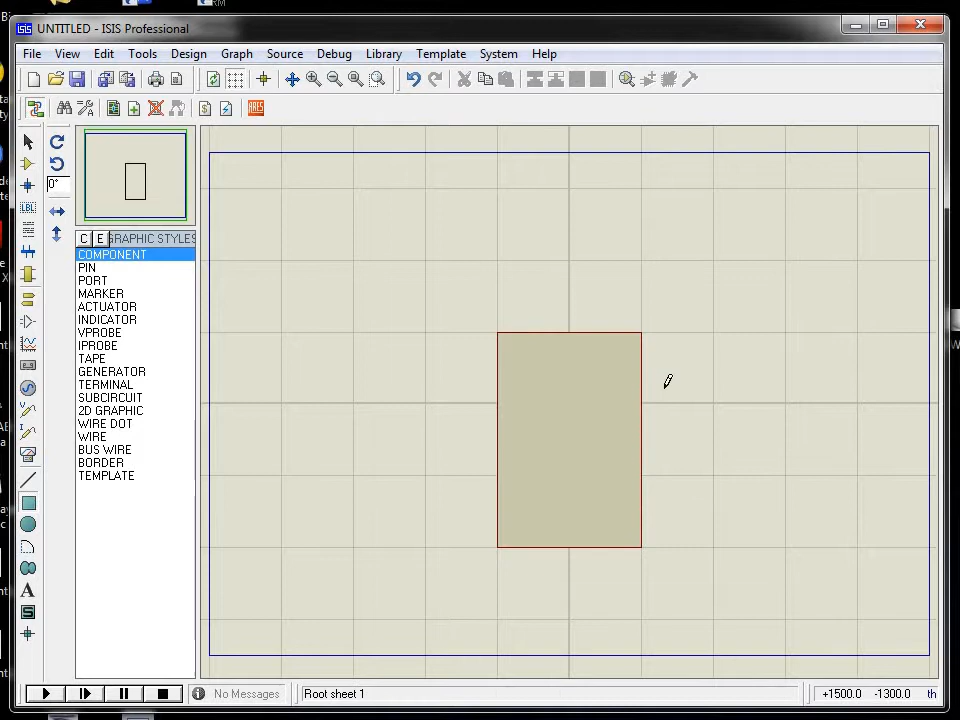 UNTITLED - ISIS Professional
File View Edit Tools Design Graph Source Debug Library Template System Help
ARES
LBL
0°
C E GRAPHIC STYLES
COMPONENT
PIN
PORT
MARKER
ACTUATOR
INDICATOR
VPROBE
IPROBE
TAPE
GENERATOR
TERMINAL
SUBCIRCUIT
2D GRAPHIC
WIRE DOT
WIRE
BUS WIRE
BORDER
TEMPLATE
A
S
No Messages Root sheet 1 +1500.0 -1300.0 th